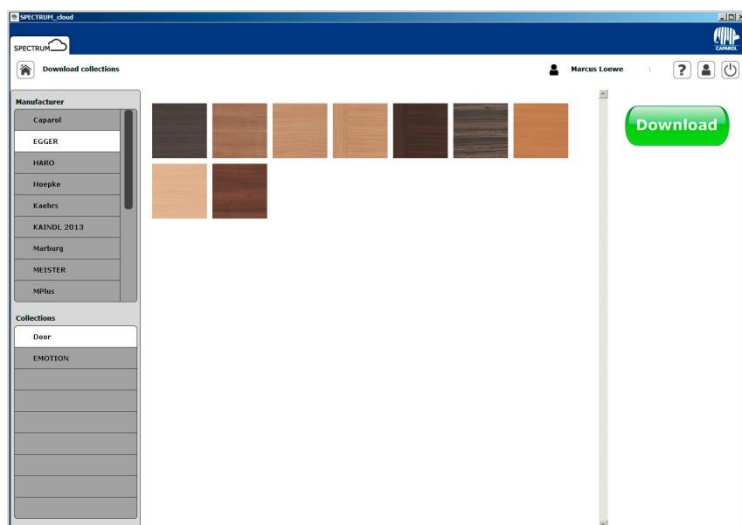 SPECTRUM_cloud
SPECTRUM
CAPAROL
Download collections
Marcus Loewe
?
Manufacturer
Caparol
EGGER
HARO
Hoepke
Kaehrs
KAINDL 2013
Marburg
MEISTER
MPlus
Collections
Door
EMOTION
Download